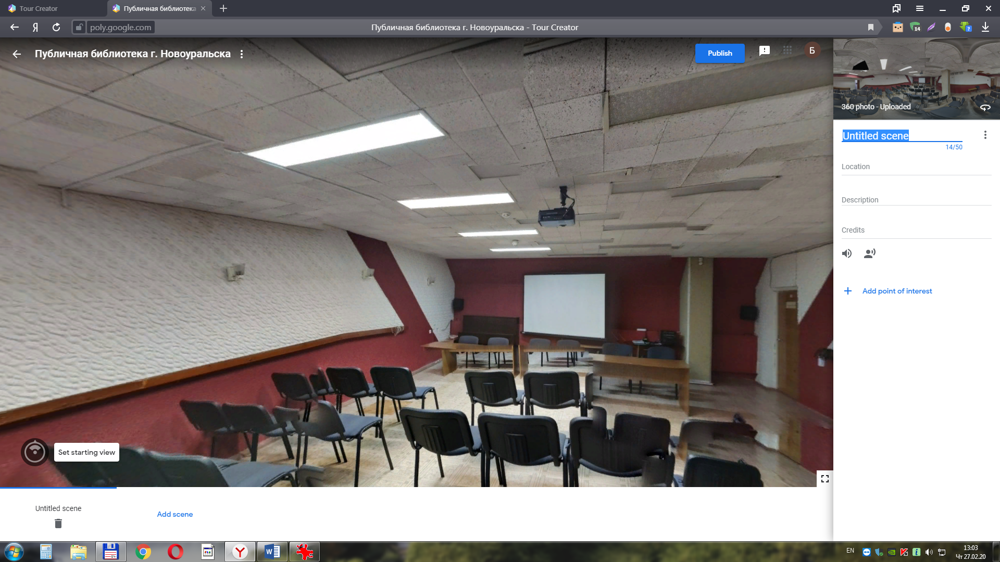 Tour Creator
Публичная библиотека
poly.google.com
Публичная библиотека г. Новоуральска - Tour Creator
14
?
Публичная библиотека г. Новоуральска
Publish
Б
360 photo - Uploaded
Untitled scene
14/50
Location
Description
Credits
Add point of interest
Set starting view
Untitled scene
Add scene
EN
13:03
Чт 27.02.20